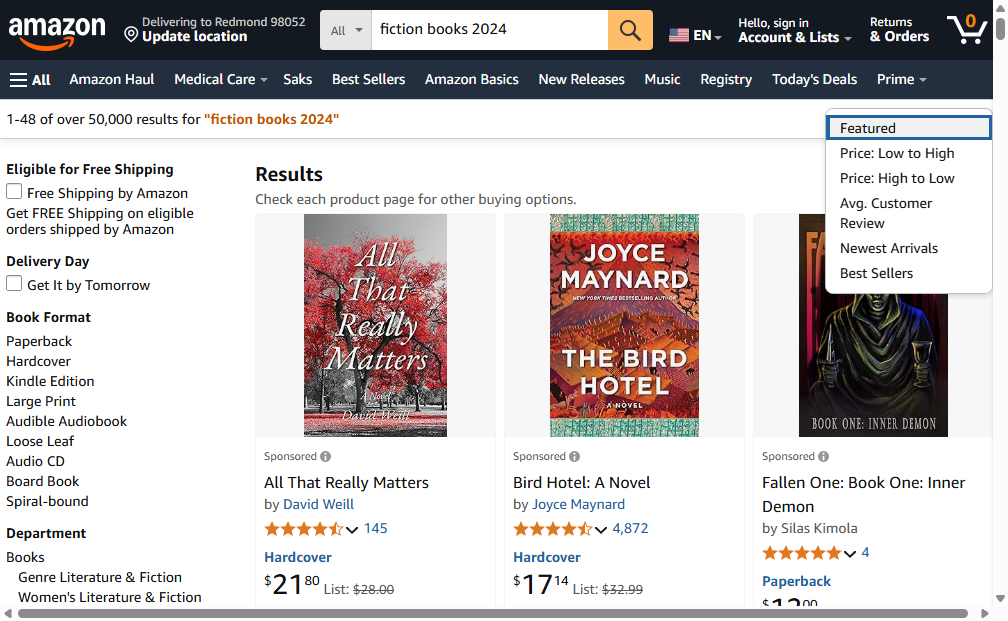 amazon
Delivering to Redmond 98052
Update location
All
fiction books 2024
EN
Hello, sign in
Account & Lists
Returns
& Orders
0
All
Amazon Haul
Medical Care
Saks
Best Sellers
Amazon Basics
New Releases
Music
Registry
Today's Deals
Prime
1-48 of over 50,000 results for "fiction books 2024"
Featured
Price: Low to High
Price: High to Low
Avg. Customer
Review
Newest Arrivals
Best Sellers
Eligible for Free Shipping
Free Shipping by Amazon
Get FREE Shipping on eligible
orders shipped by Amazon
Delivery Day
Get It by Tomorrow
Book Format
Paperback
Hardcover
Kindle Edition
Large Print
Audible Audiobook
Loose Leaf
Audio CD
Board Book
Spiral-bound
Department
Books
Genre Literature & Fiction
Women's Literature & Fiction
Results
Check each product page for other buying options.
All
That
Really
Matters
A Novel
David Weill
Sponsored
All That Really Matters
by David Weill
145
Hardcover
$2180 List: $28.00
JOYCE
MAYNARD
NEW YORK TIMES BESTSELLING AUTHOR
THE BIRD
HOTEL
A NOVEL
Sponsored
Bird Hotel: A Novel
by Joyce Maynard
4,872
Hardcover
$1714 List: $32.99
BOOK ONE: INNER DEMON
Sponsored
Fallen One: Book One: Inner
Demon
by Silas Kimola
4
Paperback